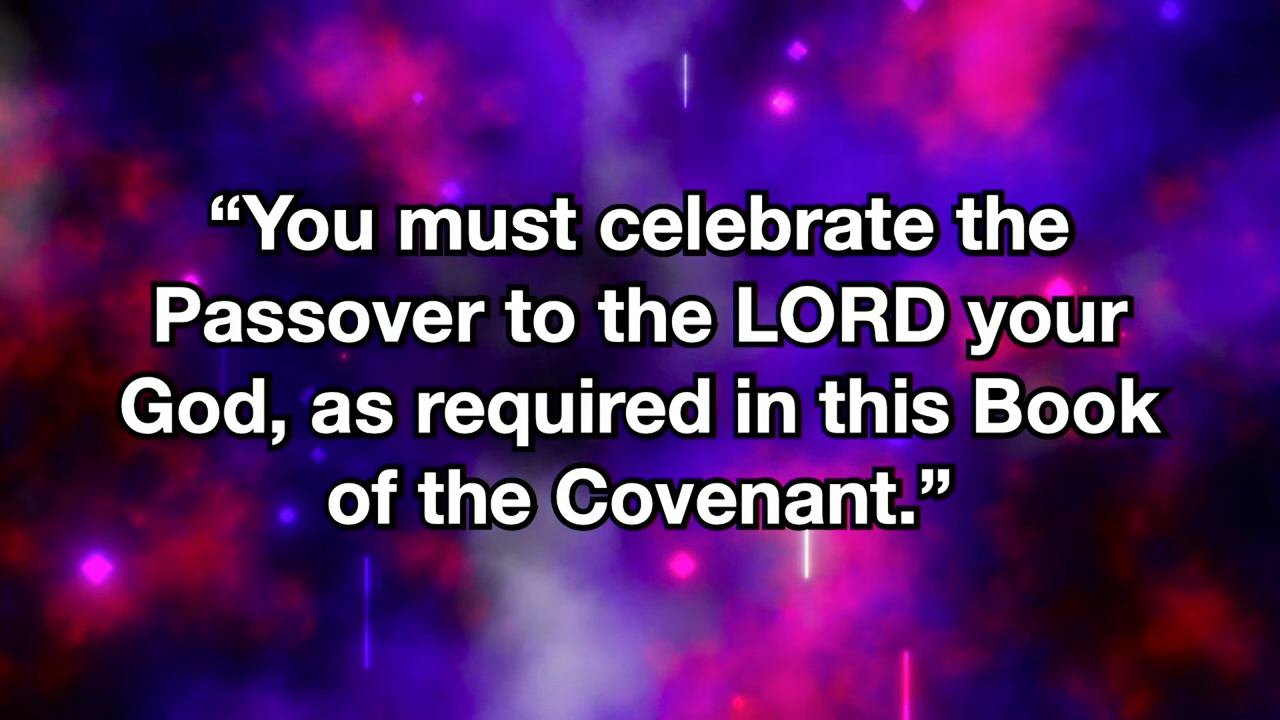 “You must celebrate the
Passover to the LORD your
God, as required in this Book
of the Covenant.”